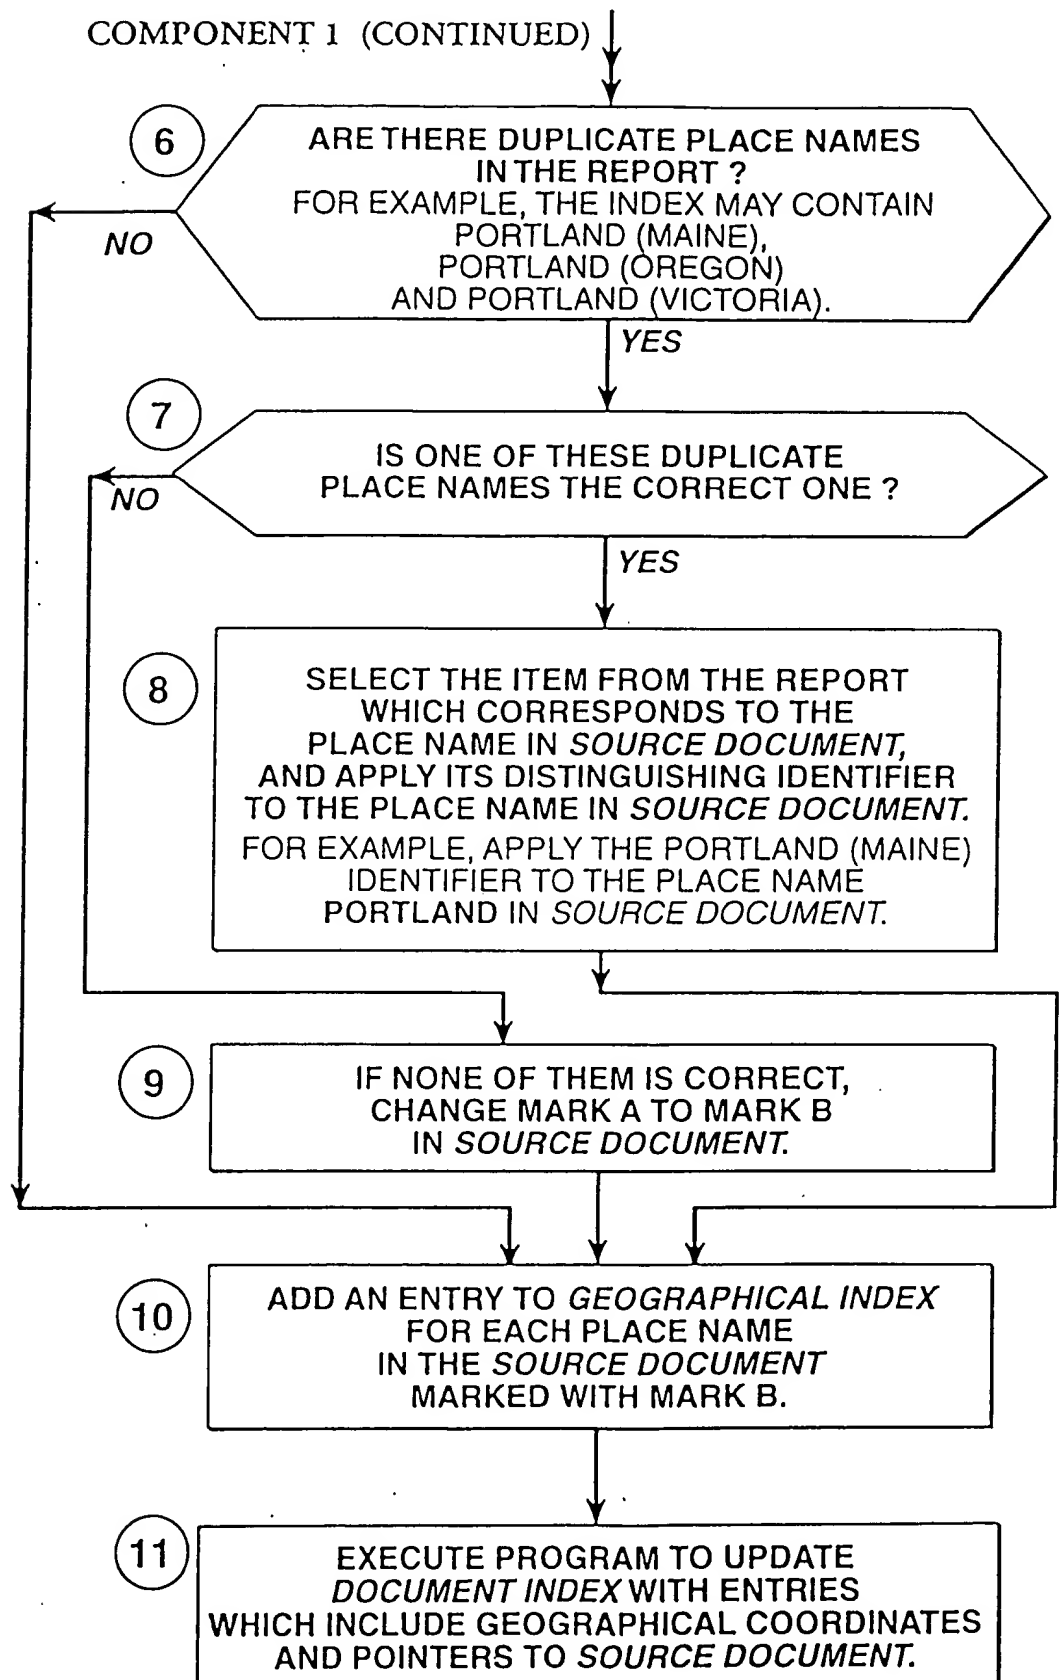 COMPONENT 1 (CONTINUED)
6
ARE THERE DUPLICATE PLACE NAMES
IN THE REPORT ?
FOR EXAMPLE, THE INDEX MAY CONTAIN
PORTLAND (MAINE),
PORTLAND (OREGON)
AND PORTLAND (VICTORIA).
NO
YES
7
IS ONE OF THESE DUPLICATE
PLACE NAMES THE CORRECT ONE ?
NO
YES
8
SELECT THE ITEM FROM THE REPORT
WHICH CORRESPONDS TO THE
PLACE NAME IN SOURCE DOCUMENT,
AND APPLY ITS DISTINGUISHING IDENTIFIER
TO THE PLACE NAME IN SOURCE DOCUMENT.
FOR EXAMPLE, APPLY THE PORTLAND (MAINE)
IDENTIFIER TO THE PLACE NAME
PORTLAND IN SOURCE DOCUMENT.
9
IF NONE OF THEM IS CORRECT,
CHANGE MARK A TO MARK B
IN SOURCE DOCUMENT.
10
ADD AN ENTRY TO GEOGRAPHICAL INDEX
FOR EACH PLACE NAME
IN THE SOURCE DOCUMENT
MARKED WITH MARK B.
11
EXECUTE PROGRAM TO UPDATE
DOCUMENT INDEX WITH ENTRIES
WHICH INCLUDE GEOGRAPHICAL COORDINATES
AND POINTERS TO SOURCE DOCUMENT.